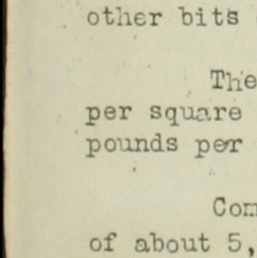 other bits
The
per square
pounds per
Com
of about 5,